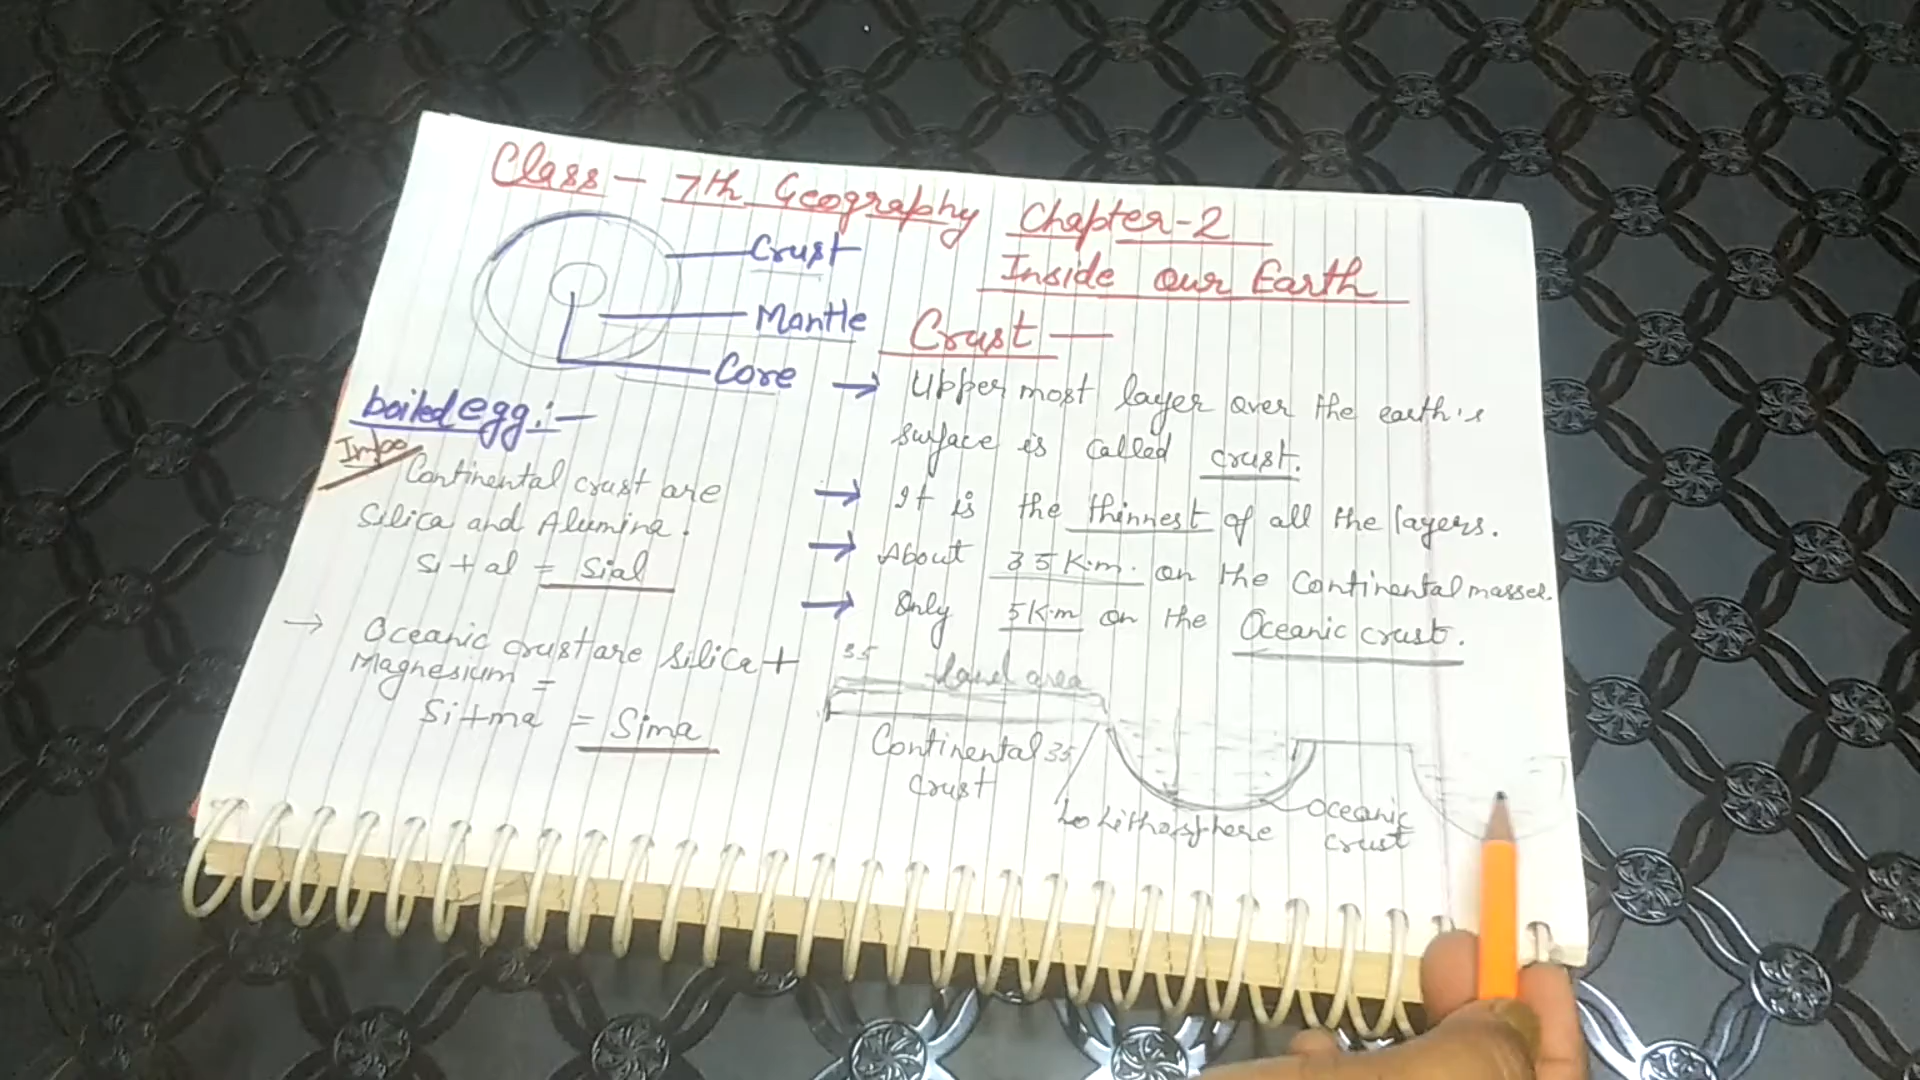 Class - 7th Geography Chapter-2
Inside our Earth
Crust
Mantle
Core
boiled egg :-
Impo
Continental crust are
Silica and Alumina.
Si + al = Sial
→ Oceanic crust are silica +
Magnesium =
Si+ma = Sima
Crust —
→ Upper most layer over the earth's
surface is called crust.
→ It is the thinnest of all the layers.
→ About 35 K.m. on the Continental masses.
→ Only 5 K.m on the Oceanic crust.
35 land area
Continental 35
Crust
Lithosphere
Oceanic
crust